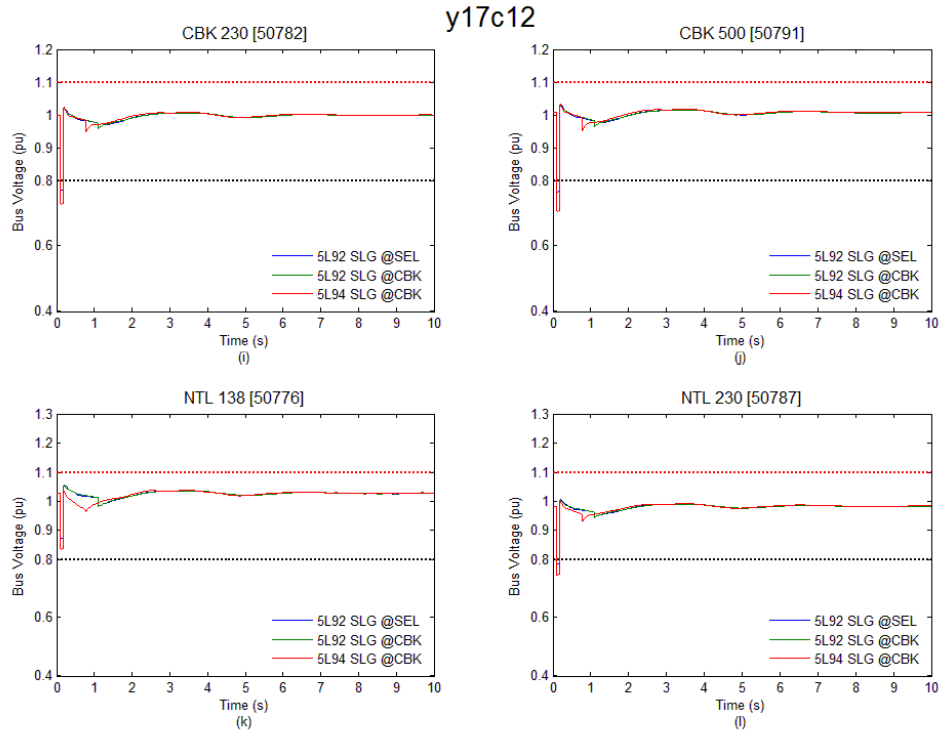 y17c12
CBK 230 [50782]
1.2
1.1
1
0.8
0.6
0.4
Bus Voltage (pu)
5L92 SLG @SEL
5L92 SLG @CBK
5L94 SLG @CBK
0 1 2 3 4 5 6 7 8 9 10
Time (s)
(i)
CBK 500 [50791]
1.2
1.1
1
0.8
0.6
0.4
Bus Voltage (pu)
5L92 SLG @SEL
5L92 SLG @CBK
5L94 SLG @CBK
0 1 2 3 4 5 6 7 8 9 10
Time (s)
(j)
NTL 138 [50776]
1.3
1.2
1.1
1
0.9
0.8
0.7
0.6
0.5
0.4
Bus Voltage (pu)
5L92 SLG @SEL
5L92 SLG @CBK
5L94 SLG @CBK
0 1 2 3 4 5 6 7 8 9 10
Time (s)
(k)
NTL 230 [50787]
1.3
1.2
1.1
1
0.9
0.8
0.7
0.6
0.5
0.4
Bus Voltage (pu)
5L92 SLG @SEL
5L92 SLG @CBK
5L94 SLG @CBK
0 1 2 3 4 5 6 7 8 9 10
Time (s)
(l)